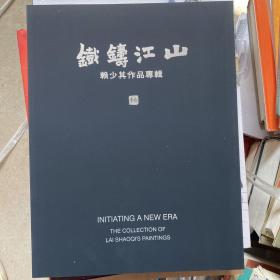 鐵鑄江山
賴少其作品專輯
INITIATING A NEW ERA
THE COLLECTION OF
LAI SHAOQI'S PAINTINGS